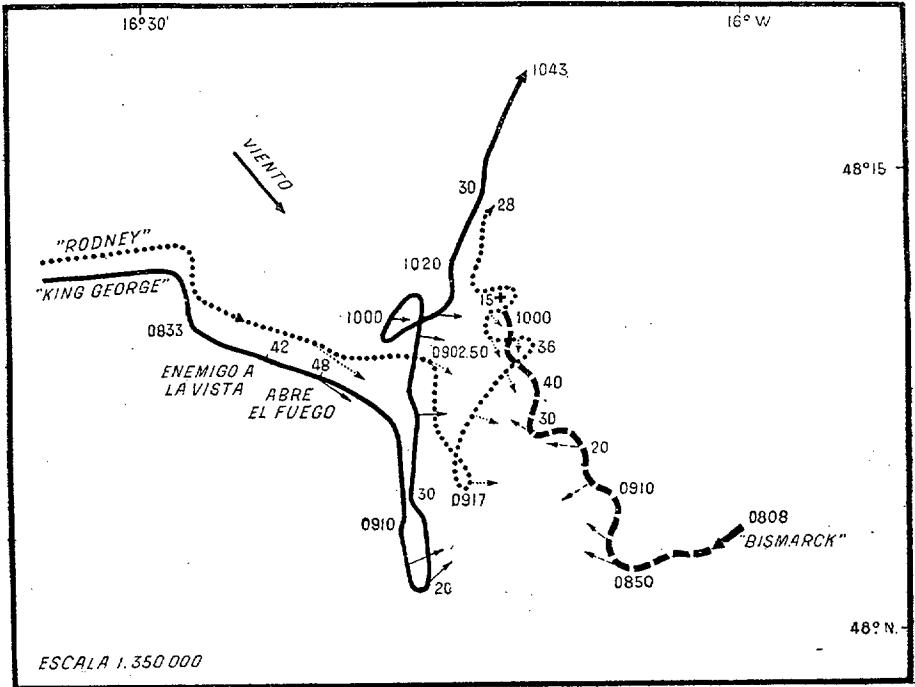 16°30'
16° W
1043
48°15
VIENTO
30
28
"RODNEY"
1020
"KING GEORGE"
15
1000
1000
0833
0902.50
36
42
ENEMIGO A
LA VISTA
48
40
ABRE
EL FUEGO
30
20
0917
0910
30
0910
0808
"BISMARCK"
20
0850
48° N.
ESCALA 1.350 000